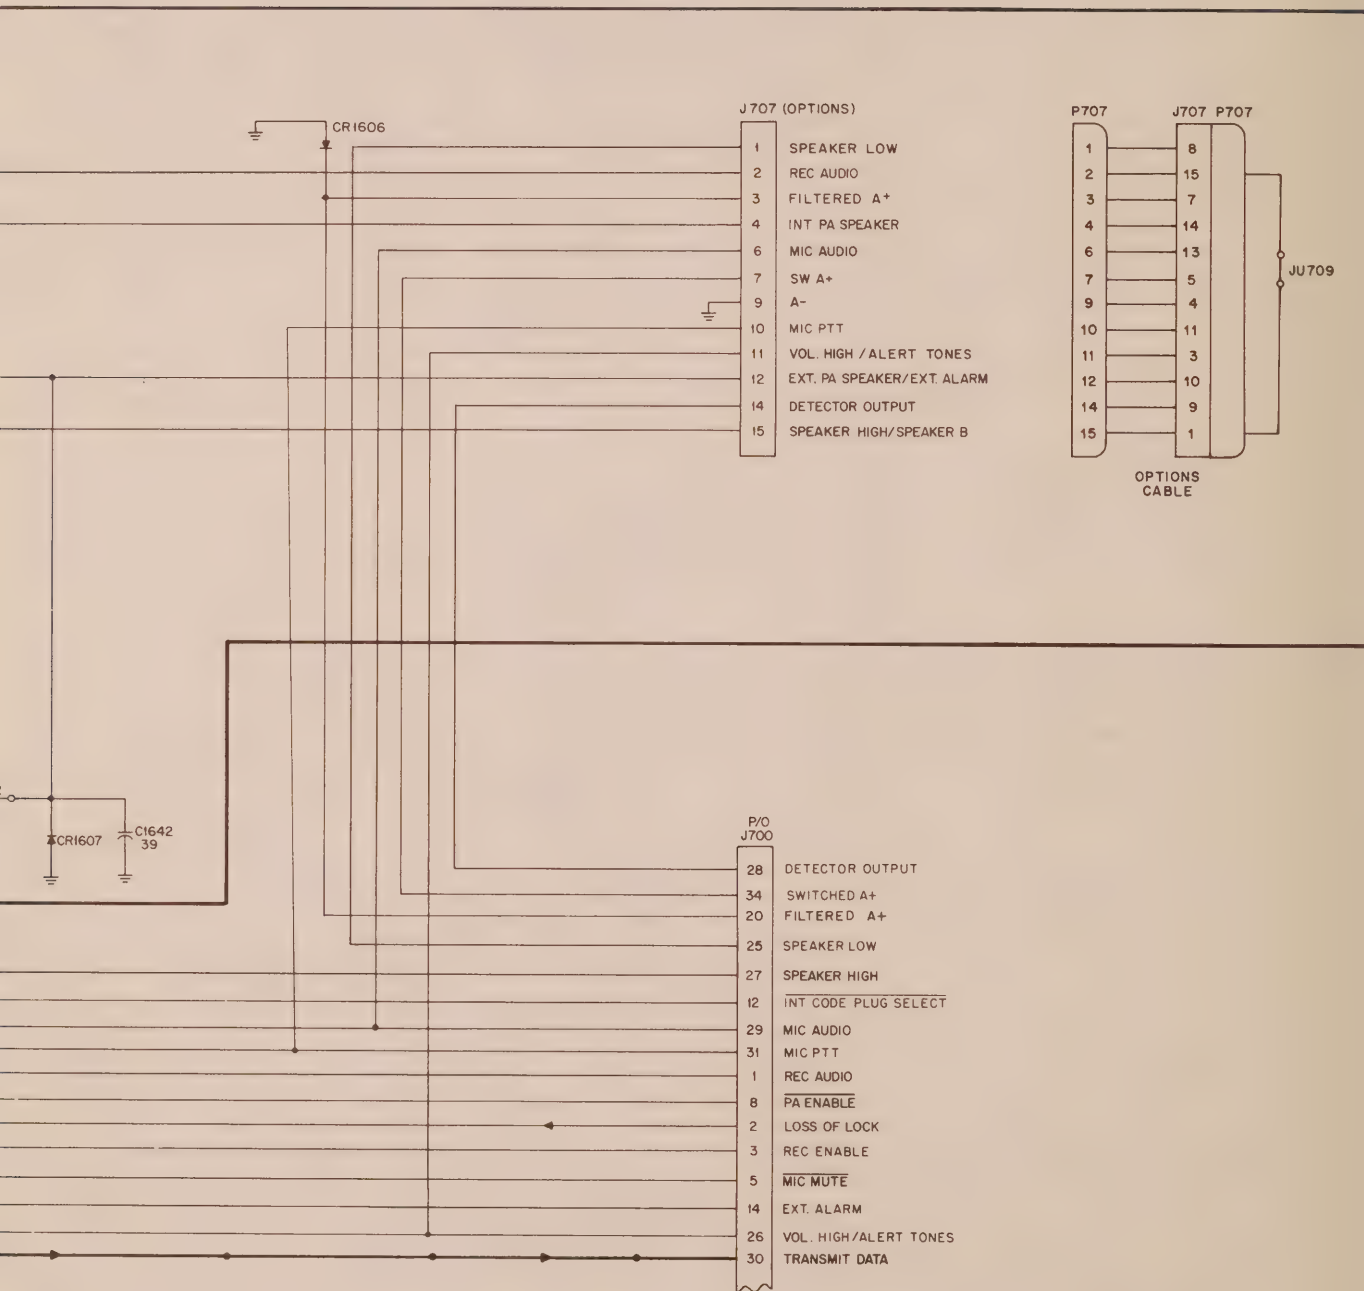 J707 (OPTIONS)
P707
J707 P707
CR1606
1 SPEAKER LOW
2 REC AUDIO
3 FILTERED A+
4 INT PA SPEAKER
6 MIC AUDIO
7 SW A+
9 A-
10 MIC PTT
11 VOL. HIGH / ALERT TONES
12 EXT. PA SPEAKER/EXT. ALARM
14 DETECTOR OUTPUT
15 SPEAKER HIGH/SPEAKER B
1 8
2 15
3 7
4 14
6 13
7 5
9 4
10 11
11 3
12 10
14 9
15 1
JU709
OPTIONS
CABLE
CR1607
C1642
39
P/O
J700
28 DETECTOR OUTPUT
34 SWITCHED A+
20 FILTERED A+
25 SPEAKER LOW
27 SPEAKER HIGH
12 INT CODE PLUG SELECT
29 MIC AUDIO
31 MIC PTT
1 REC AUDIO
8 PA ENABLE
2 LOSS OF LOCK
3 REC ENABLE
5 MIC MUTE
14 EXT. ALARM
26 VOL. HIGH/ALERT TONES
30 TRANSMIT DATA